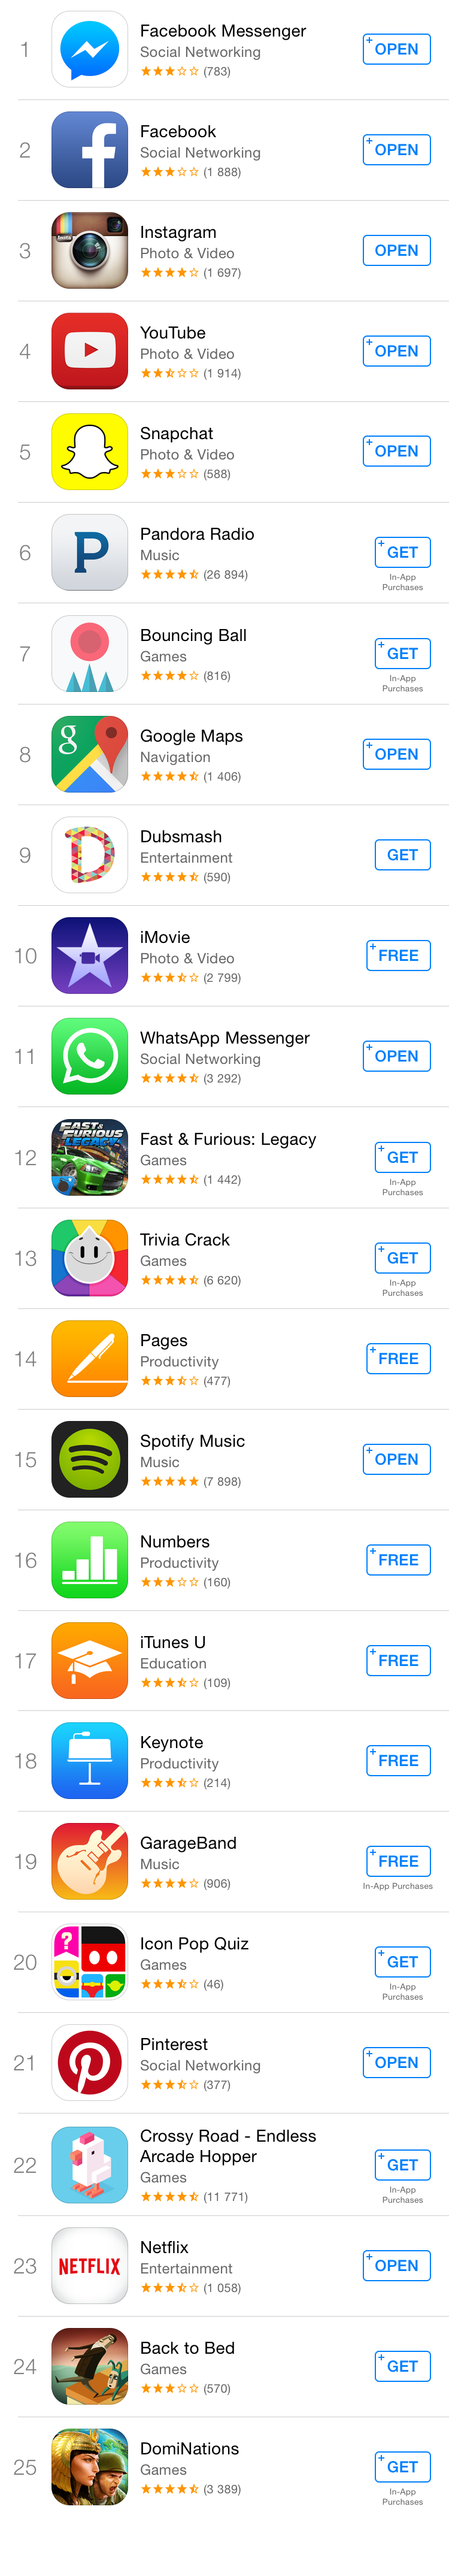 1
Facebook Messenger
Social Networking
(783)
+ OPEN
2
Facebook
Social Networking
(1 888)
+ OPEN
3
Insta
Instagram
Photo & Video
(1 697)
OPEN
4
YouTube
Photo & Video
(1 914)
+ OPEN
5
Snapchat
Photo & Video
(588)
+ OPEN
6
P
Pandora Radio
Music
(26 894)
+ GET
In-App
Purchases
7
Bouncing Ball
Games
(816)
+ GET
In-App
Purchases
8
g
Google Maps
Navigation
(1 406)
+ OPEN
9
D
Dubsmash
Entertainment
(590)
GET
10
iMovie
Photo & Video
(2 799)
+ FREE
11
WhatsApp Messenger
Social Networking
(3 292)
+ OPEN
12
FAST &
FURIOUS
LEGACY
Fast & Furious: Legacy
Games
(1 442)
+ GET
In-App
Purchases
13
Trivia Crack
Games
(6 620)
+ GET
In-App
Purchases
14
Pages
Productivity
(477)
+ FREE
15
Spotify Music
Music
(7 898)
+ OPEN
16
Numbers
Productivity
(160)
+ FREE
17
iTunes U
Education
(109)
+ FREE
18
Keynote
Productivity
(214)
+ FREE
19
GarageBand
Music
(906)
+ FREE
In-App Purchases
20
?
Icon Pop Quiz
Games
(46)
+ GET
In-App
Purchases
21
Pinterest
Social Networking
(377)
+ OPEN
22
Crossy Road - Endless
Arcade Hopper
Games
(11 771)
+ GET
In-App
Purchases
23
NETFLIX
Netflix
Entertainment
(1 058)
+ OPEN
24
Back to Bed
Games
(570)
+ GET
25
DomiNations
Games
(3 389)
+ GET
In-App
Purchases